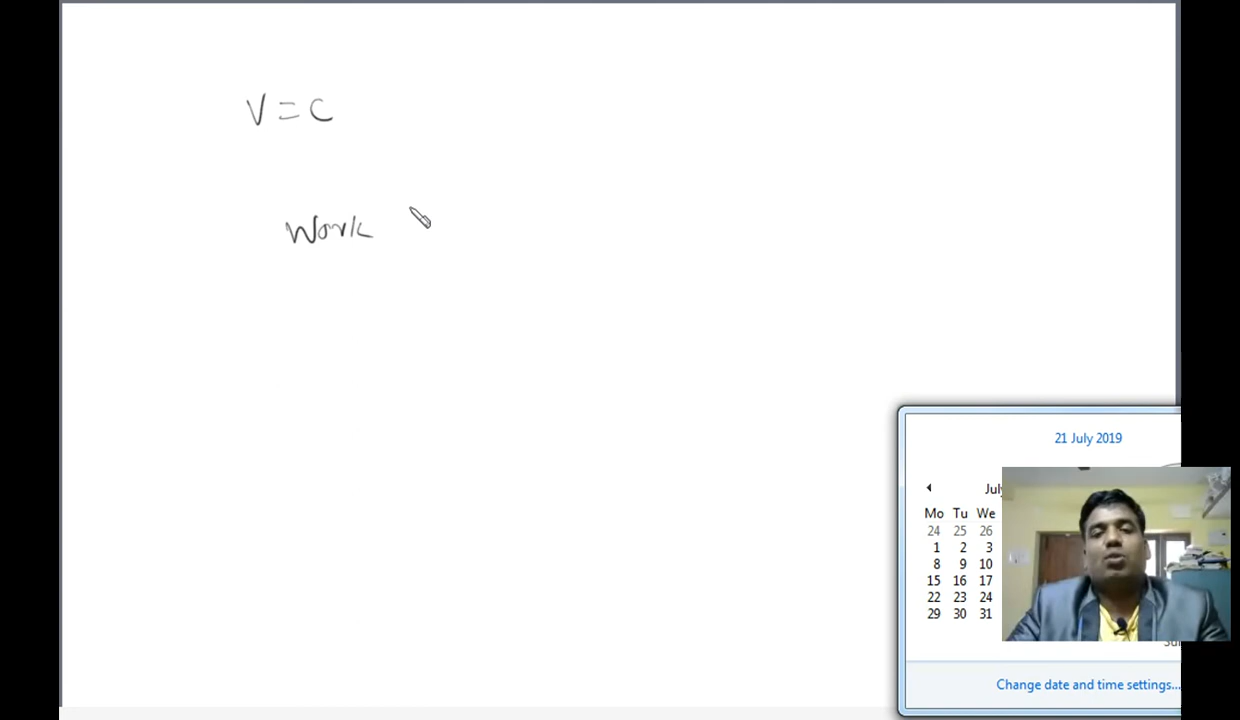 V = C
Work
21 July 2019
July
Mo Tu We
24 25 26
1 2 3
8 9 10
15 16 17
22 23 24
29 30 31
Change date and time settings...